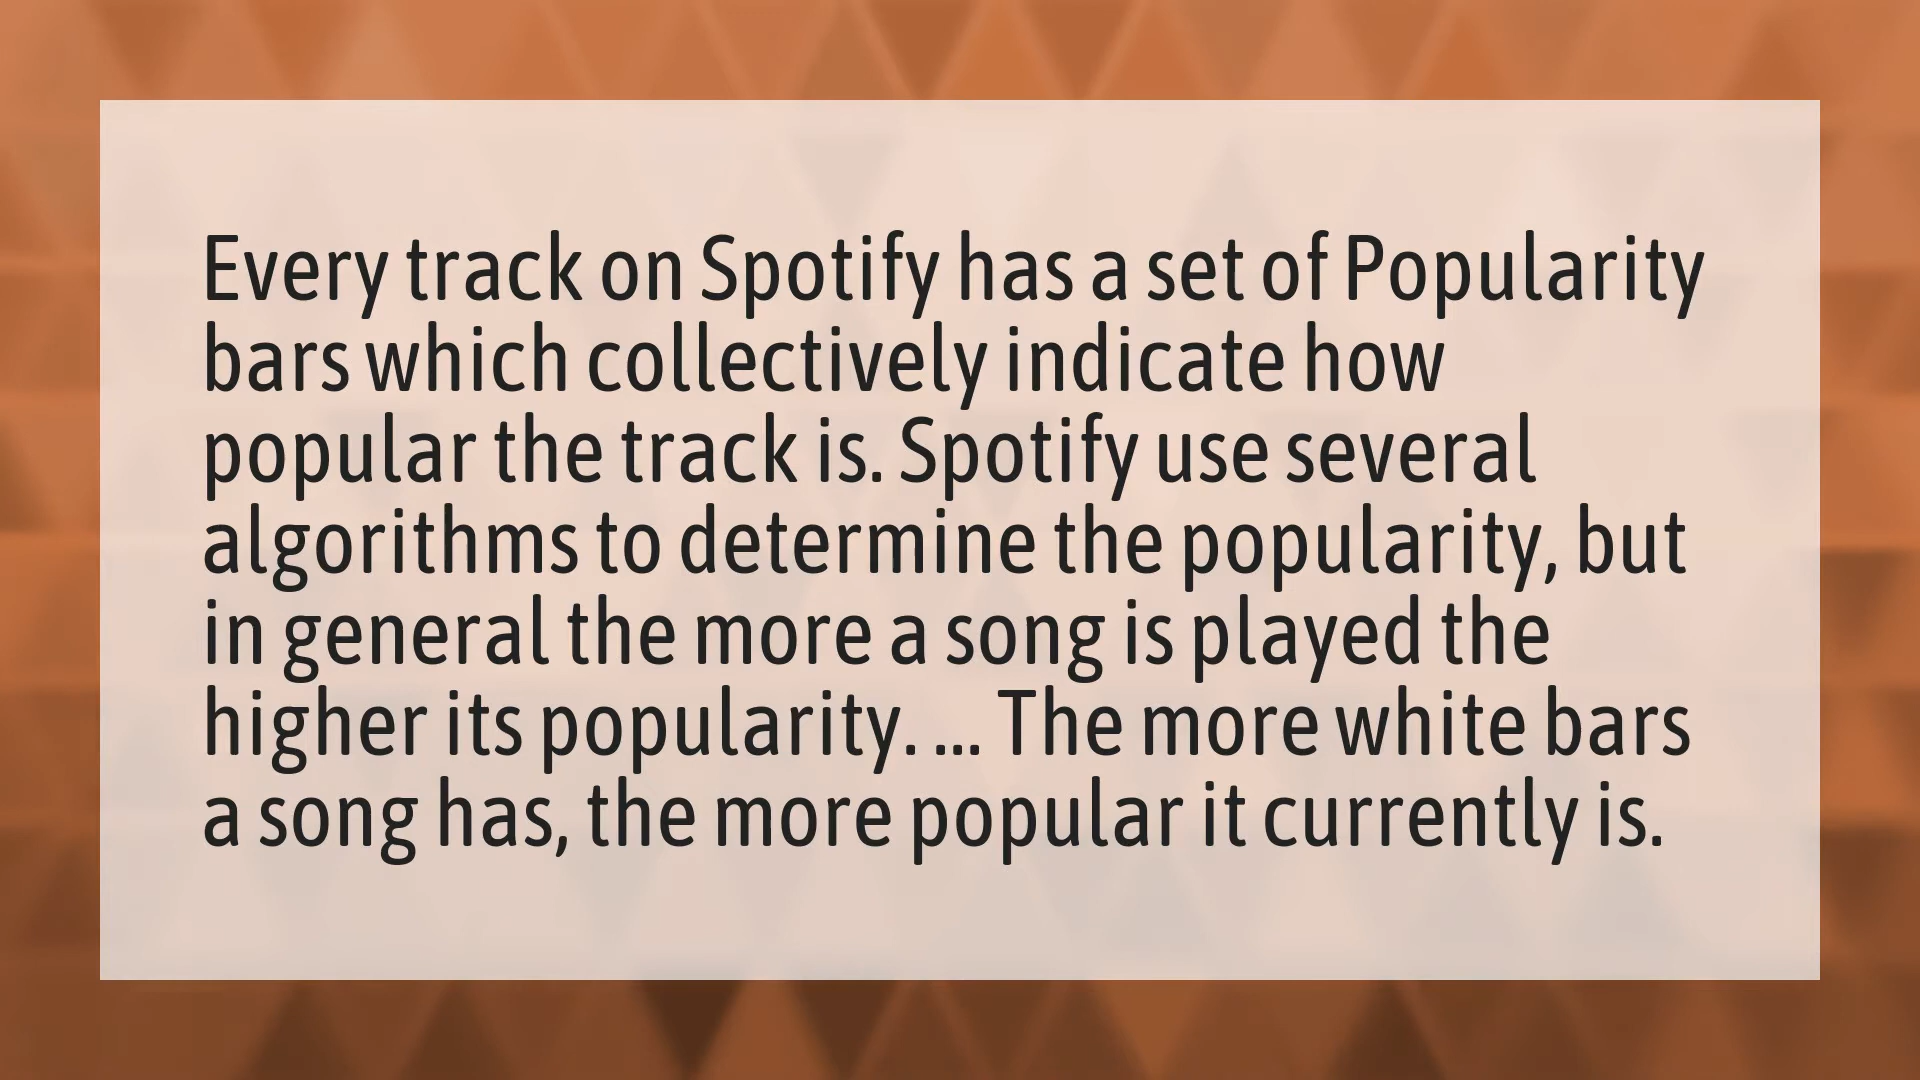 Every track on Spotify has a set of Popularity
bars which collectively indicate how
popular the track is. Spotify use several
algorithms to determine the popularity, but
in general the more a song is played the
higher its popularity. ... The more white bars
a song has, the more popular it currently is.